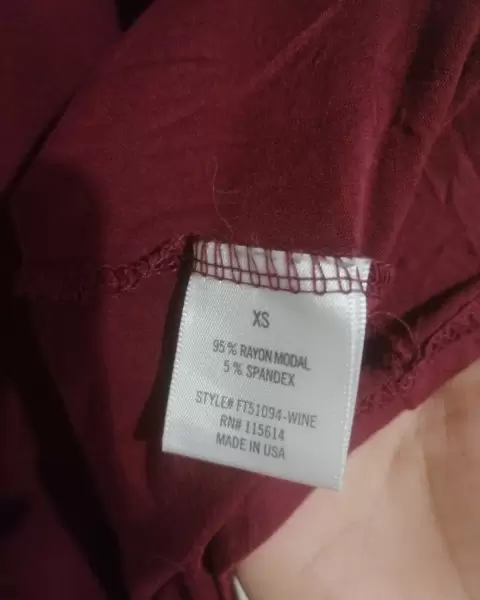 XS
95% RAYON MODAL
5% SPANDEX
STYLE# FT51094-WINE
RN# 115614
MADE IN USA